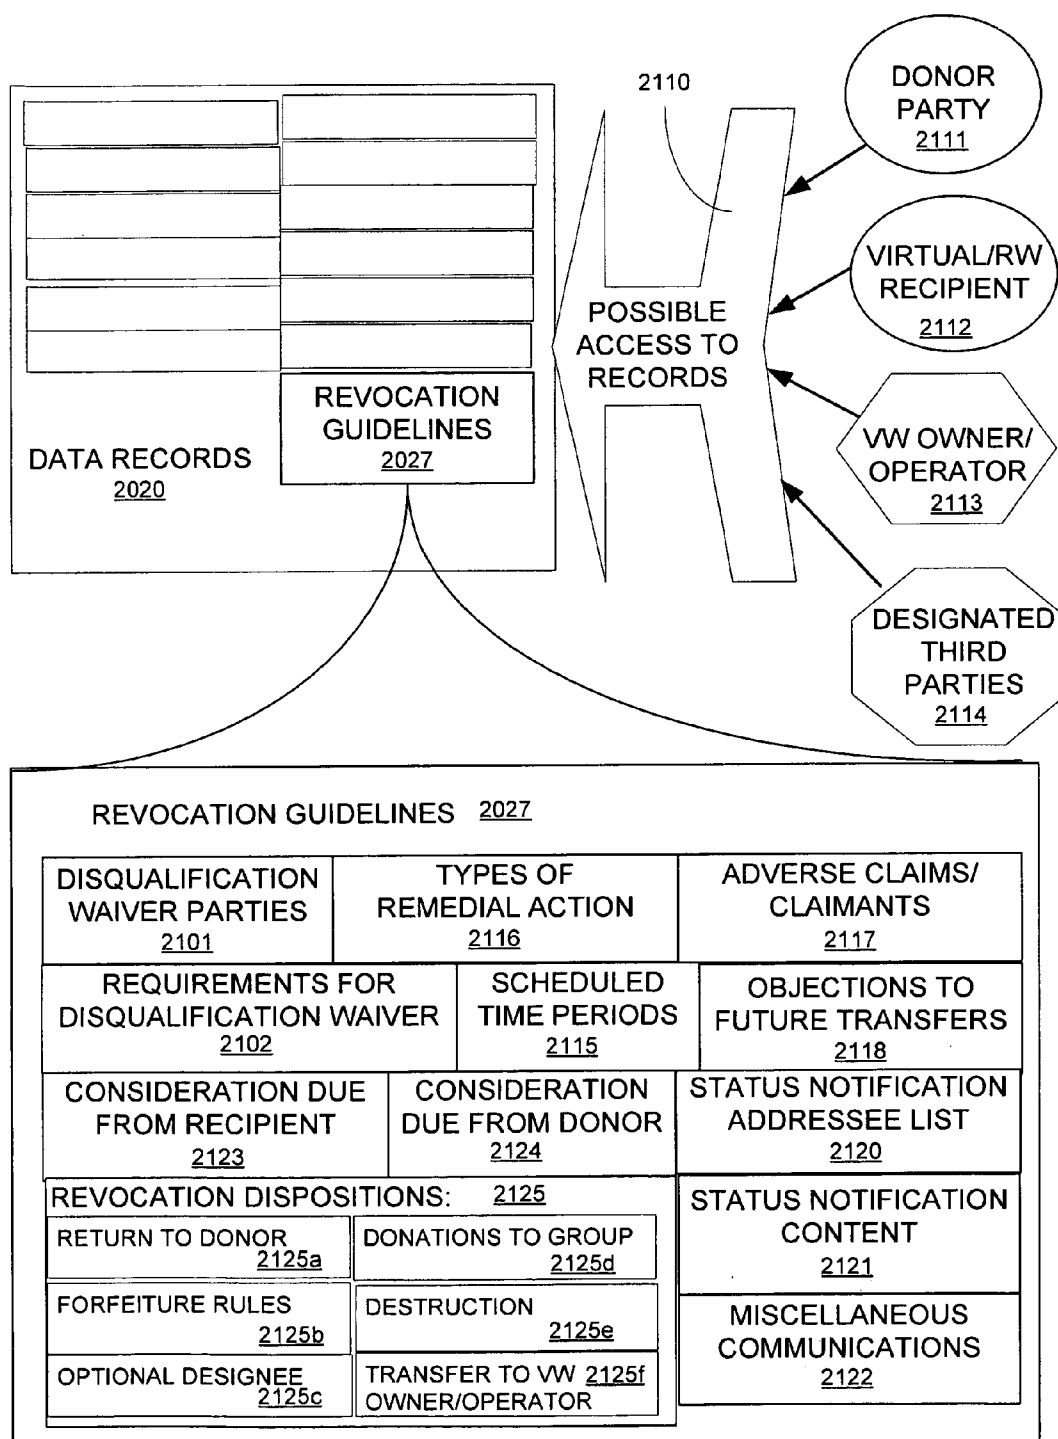 2110
DONOR
PARTY
2111
VIRTUAL/RW
RECIPIENT
2112
POSSIBLE
ACCESS TO
RECORDS
REVOCATION
GUIDELINES
2027
DATA RECORDS
2020
VW OWNER/
OPERATOR
2113
DESIGNATED
THIRD
PARTIES
2114
REVOCATION GUIDELINES 2027
DISQUALIFICATION
WAIVER PARTIES
2101
TYPES OF
REMEDIAL ACTION
2116
ADVERSE CLAIMS/
CLAIMANTS
2117
REQUIREMENTS FOR
DISQUALIFICATION WAIVER
2102
SCHEDULED
TIME PERIODS
2115
OBJECTIONS TO
FUTURE TRANSFERS
2118
CONSIDERATION DUE
FROM RECIPIENT
2123
CONSIDERATION
DUE FROM DONOR
2124
STATUS NOTIFICATION
ADDRESSEE LIST
2120
REVOCATION DISPOSITIONS: 2125
RETURN TO DONOR
2125a
DONATIONS TO GROUP
2125d
FORFEITURE RULES
2125b
DESTRUCTION
2125e
OPTIONAL DESIGNEE
2125c
TRANSFER TO VW 2125f
OWNER/OPERATOR
STATUS NOTIFICATION
CONTENT
2121
MISCELLANEOUS
COMMUNICATIONS
2122